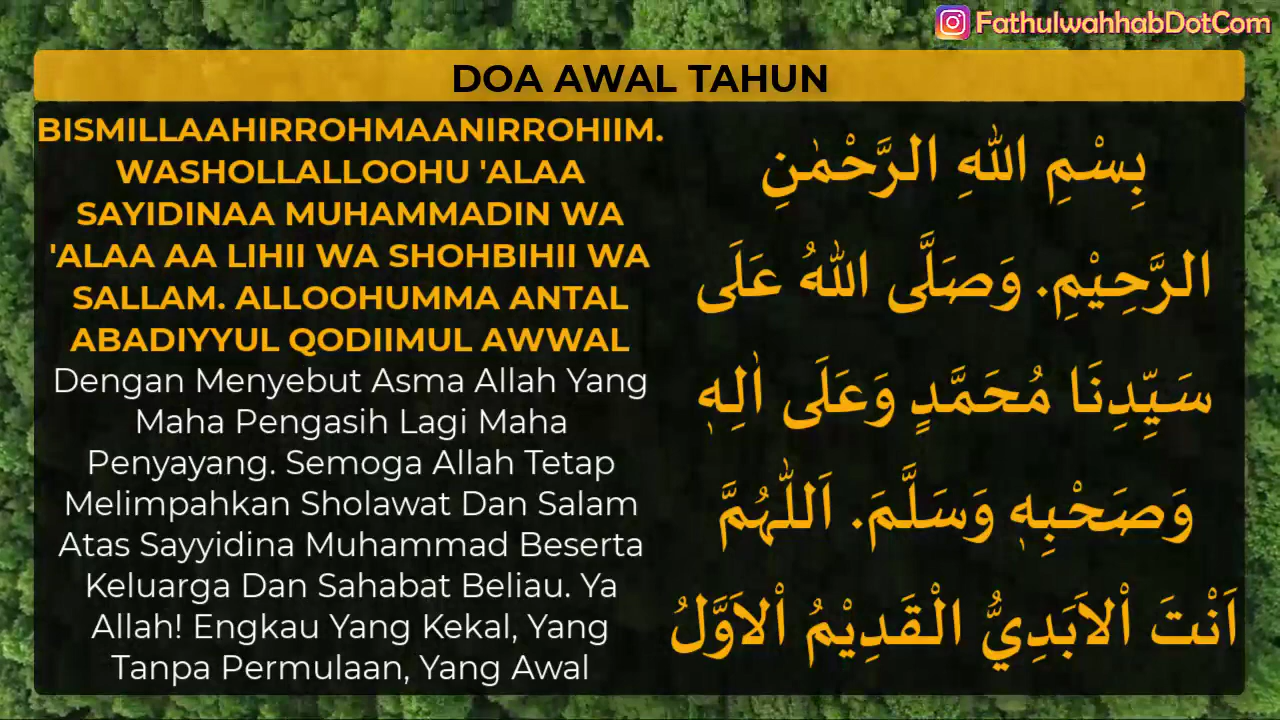 FathulwahhabDotCom
DOA AWAL TAHUN
BISMILLAAHIRROHMAANIRROHIIM.
WASHOLLALLOOHU 'ALAA
SAYIDINAA MUHAMMADIN WA
'ALAA AA LIHII WA SHOHBIHII WA
SALLAM. ALLOOHUMMA ANTAL
ABADIYYUL QODIIMUL AWWAL
Dengan Menyebut Asma Allah Yang
Maha Pengasih Lagi Maha
Penyayang. Semoga Allah Tetap
Melimpahkan Sholawat Dan Salam
Atas Sayyidina Muhammad Beserta
Keluarga Dan Sahabat Beliau. Ya
Allah! Engkau Yang Kekal, Yang
Tanpa Permulaan, Yang Awal
بِسْمِ اللهِ الرَّحْمٰنِ
الرَّحِيْمِ. وَصَلَّى اللهُ عَلَى
سَيِّدِنَا مُحَمَّدٍ وَعَلَى اٰلِهٖ
وَصَحْبِهٖ وَسَلَّمَ. اَللّٰهُمَّ
اَنْتَ اْلاَبَدِيُّ الْقَدِيْمُ اْلاَوَّلُ